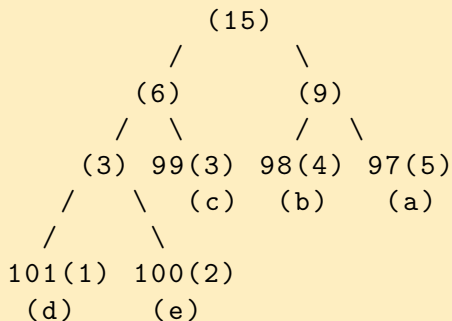 (15)
/ \
(6) (9)
/ \ / \
(3) 99(3) 98(4) 97(5)
/ \ (c) (b) (a)
/ \
101(1) 100(2)
(d) (e)